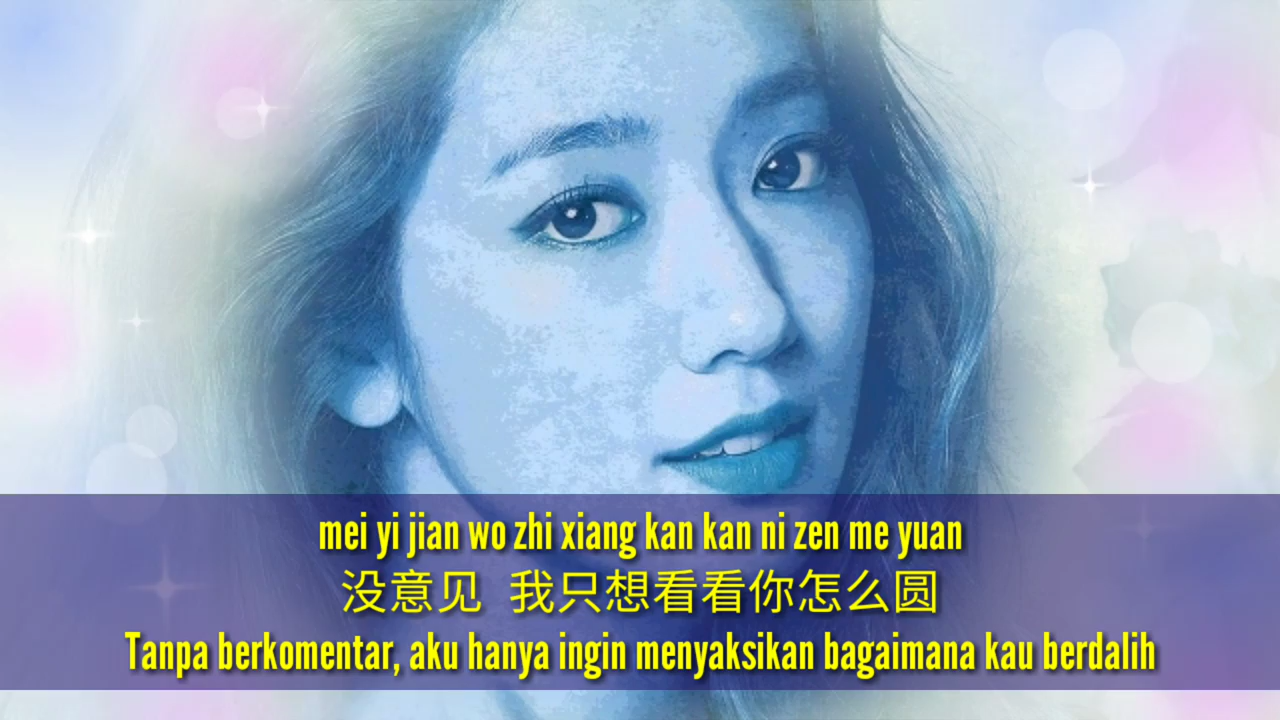 mei yi jian wo zhi xiang kan kan ni zen me yuan
没意见 我只想看看你怎么圆
Tanpa berkomentar, aku hanya ingin menyaksikan bagaimana kau berdalih